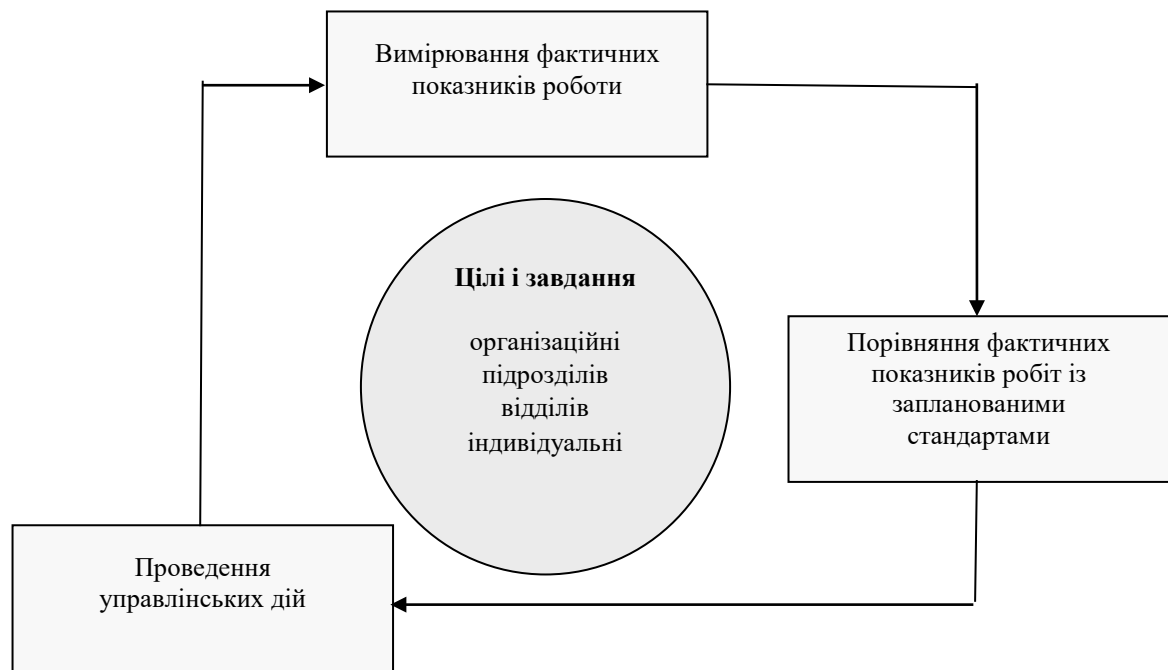 Вимірювання фактичних
показників роботи
Цілі і завдання
організаційні
підрозділів
відділів
індивідуальні
Порівняння фактичних
показників робіт із
запланованими
стандартами
Проведення
управлінських дій